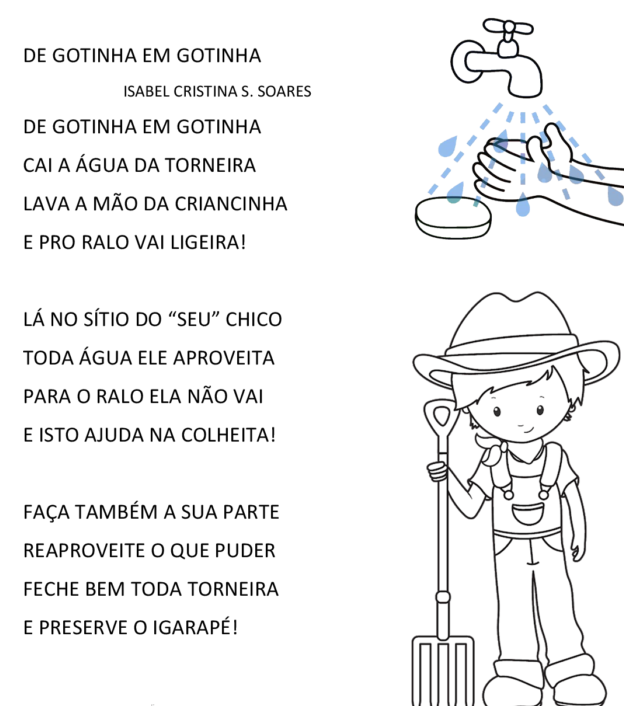 DE GOTINHA EM GOTINHA
ISABEL CRISTINA S. SOARES
DE GOTINHA EM GOTINHA
CAI A ÁGUA DA TORNEIRA
LAVA A MÃO DA CRIANCINHA
E PRO RALO VAI LIGEIRA!
LÁ NO SÍTIO DO “SEU” CHICO
TODA ÁGUA ELE APROVEITA
PARA O RALO ELA NÃO VAI
E ISTO AJUDA NA COLHEITA!
FAÇA TAMBÉM A SUA PARTE
REAPROVEITE O QUE PUDER
FECHE BEM TODA TORNEIRA
E PRESERVE O IGARAPÉ!